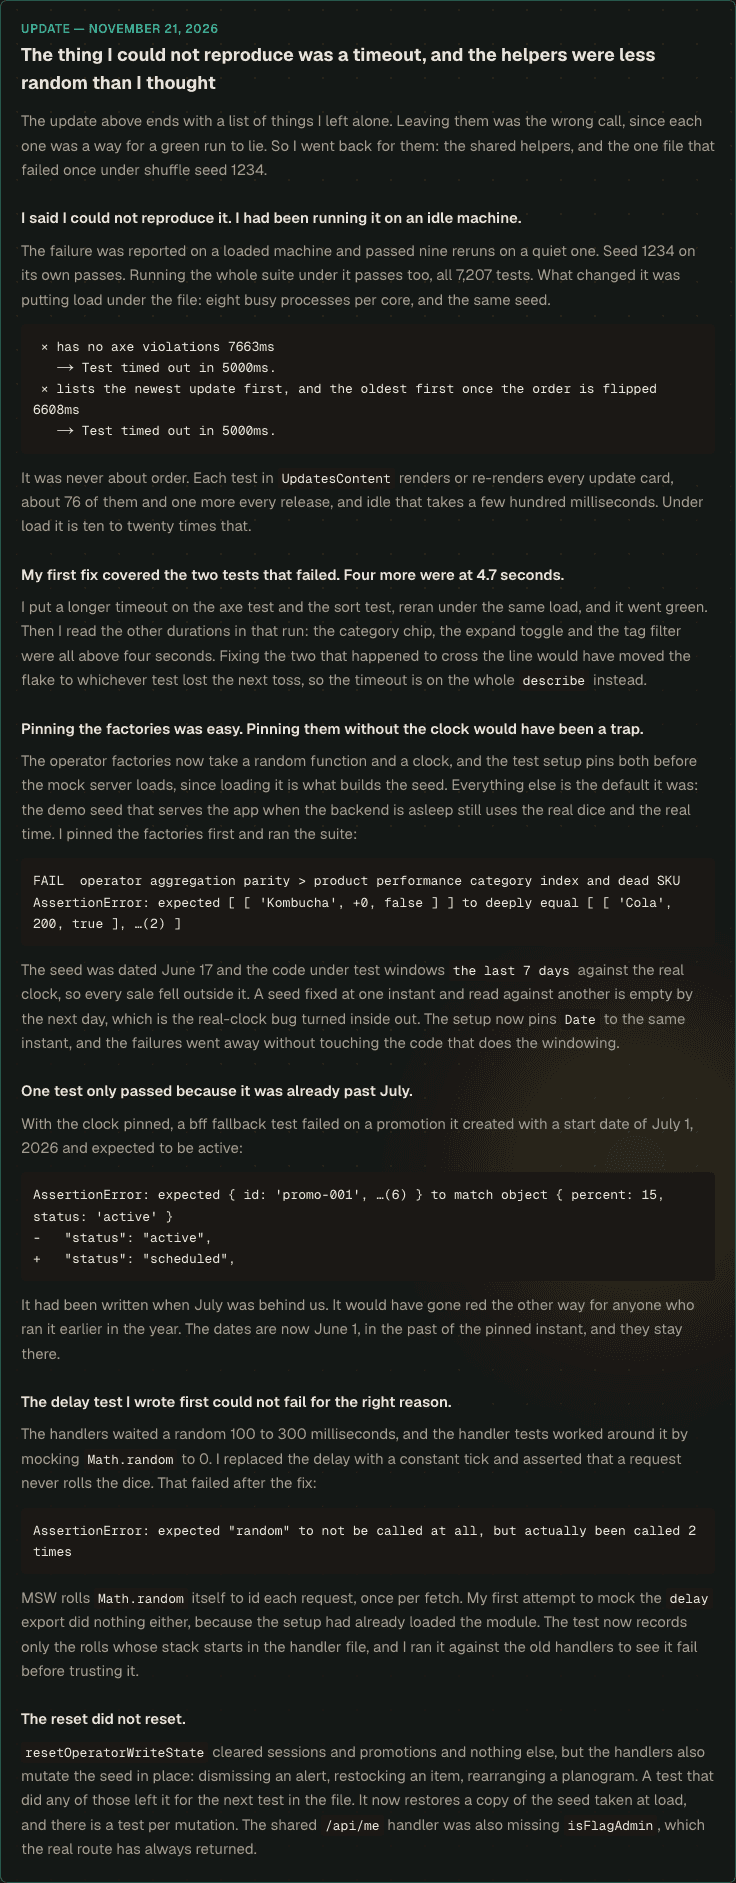 UPDATE — NOVEMBER 21, 2026
The thing I could not reproduce was a timeout, and the helpers were less
random than I thought
The update above ends with a list of things I left alone. Leaving them was the wrong call, since each
one was a way for a green run to lie. So I went back for them: the shared helpers, and the one file that
failed once under shuffle seed 1234.
I said I could not reproduce it. I had been running it on an idle machine.
The failure was reported on a loaded machine and passed nine reruns on a quiet one. Seed 1234 on
its own passes. Running the whole suite under it passes too, all 7,207 tests. What changed it was
putting load under the file: eight busy processes per core, and the same seed.
× has no axe violations 7663ms
→ Test timed out in 5000ms.
× lists the newest update first, and the oldest first once the order is flipped
6608ms
→ Test timed out in 5000ms.
It was never about order. Each test in UpdatesContent renders or re-renders every update card,
about 76 of them and one more every release, and idle that takes a few hundred milliseconds. Under
load it is ten to twenty times that.
My first fix covered the two tests that failed. Four more were at 4.7 seconds.
I put a longer timeout on the axe test and the sort test, reran under the same load, and it went green.
Then I read the other durations in that run: the category chip, the expand toggle and the tag filter
were all above four seconds. Fixing the two that happened to cross the line would have moved the
flake to whichever test lost the next toss, so the timeout is on the whole describe instead.
Pinning the factories was easy. Pinning them without the clock would have been a trap.
The operator factories now take a random function and a clock, and the test setup pins both before
the mock server loads, since loading it is what builds the seed. Everything else is the default it was:
the demo seed that serves the app when the backend is asleep still uses the real dice and the real
time. I pinned the factories first and ran the suite:
FAIL  operator aggregation parity > product performance category index and dead SKU
AssertionError: expected [ [ 'Kombucha', +0, false ] ] to deeply equal [ [ 'Cola',
200, true ], …(2) ]
The seed was dated June 17 and the code under test windows the last 7 days against the real
clock, so every sale fell outside it. A seed fixed at one instant and read against another is empty by
the next day, which is the real-clock bug turned inside out. The setup now pins Date to the same
instant, and the failures went away without touching the code that does the windowing.
One test only passed because it was already past July.
With the clock pinned, a bff fallback test failed on a promotion it created with a start date of July 1,
2026 and expected to be active:
AssertionError: expected { id: 'promo-001', …(6) } to match object { percent: 15,
status: 'active' }
-   "status": "active",
+   "status": "scheduled",
It had been written when July was behind us. It would have gone red the other way for anyone who
ran it earlier in the year. The dates are now June 1, in the past of the pinned instant, and they stay
there.
The delay test I wrote first could not fail for the right reason.
The handlers waited a random 100 to 300 milliseconds, and the handler tests worked around it by
mocking Math.random to 0. I replaced the delay with a constant tick and asserted that a request
never rolls the dice. That failed after the fix:
AssertionError: expected "random" to not be called at all, but actually been called 2
times
MSW rolls Math.random itself to id each request, once per fetch. My first attempt to mock the delay
export did nothing either, because the setup had already loaded the module. The test now records
only the rolls whose stack starts in the handler file, and I ran it against the old handlers to see it fail
before trusting it.
The reset did not reset.
resetOperatorWriteState cleared sessions and promotions and nothing else, but the handlers also
mutate the seed in place: dismissing an alert, restocking an item, rearranging a planogram. A test that
did any of those left it for the next test in the file. It now restores a copy of the seed taken at load,
and there is a test per mutation. The shared /api/me handler was also missing isFlagAdmin, which
the real route has always returned.